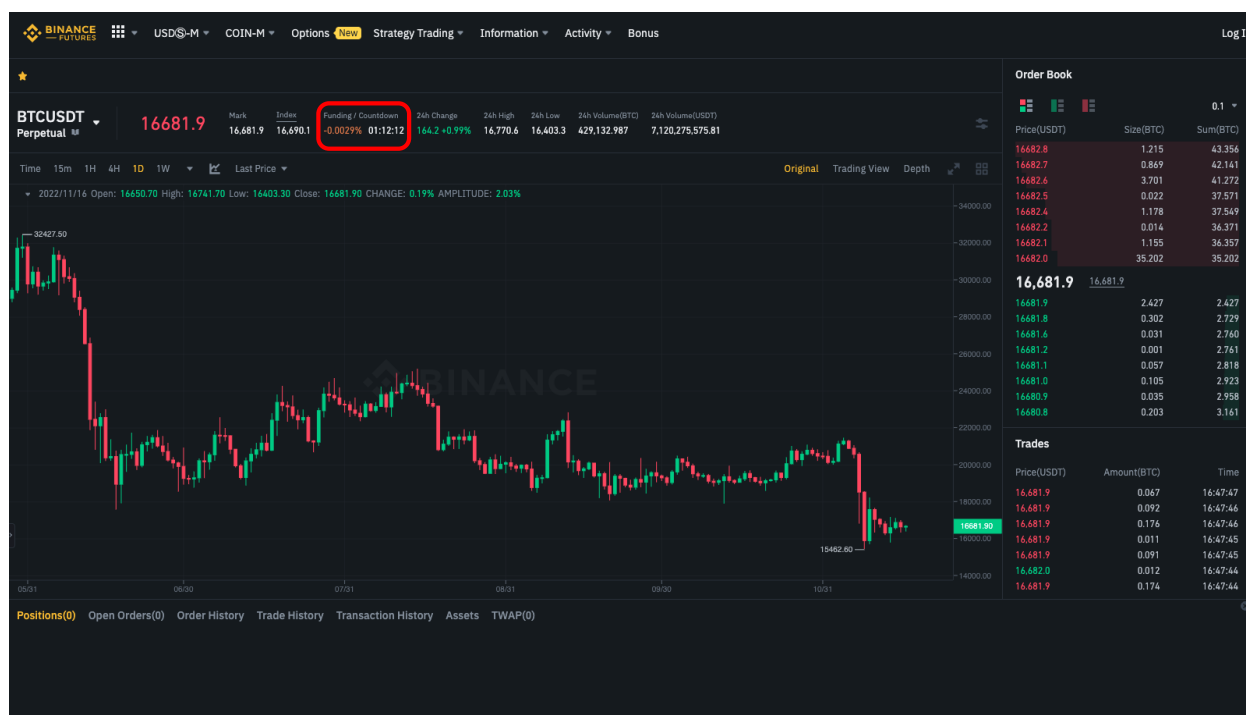 BINANCE
FUTURES
USDⓈ-M
COIN-M
Options
New
Strategy Trading
Information
Activity
Bonus
Log I
BTCUSDT
Perpetual
16681.9
Mark
16,681.9
Index
16,690.1
Funding / Countdown
-0.0029% 01:12:12
24h Change
164.2 +0.99%
24h High
16,770.6
24h Low
16,403.3
24h Volume(BTC)
429,132.987
24h Volume(USDT)
7,120,275,575.81
Time 15m 1H 4H 1D 1W
Last Price
Original Trading View Depth
2022/11/16 Open: 16650.70 High: 16741.70 Low: 16403.30 Close: 16681.90 CHANGE: 0.19% AMPLITUDE: 2.03%
32427.50
BINANCE
15462.60
34000.00
32000.00
30000.00
28000.00
26000.00
24000.00
22000.00
20000.00
18000.00
16681.90
16000.00
14000.00
05/31 06/30 07/31 08/31 09/30 10/31
Order Book
0.1
Price(USDT) Size(BTC) Sum(BTC)
16682.8 1.215 43.356
16682.7 0.869 42.141
16682.6 3.701 41.272
16682.5 0.022 37.571
16682.4 1.178 37.549
16682.2 0.014 36.371
16682.1 1.155 36.357
16682.0 35.202 35.202
16,681.9 16,681.9
16681.9 2.427 2.427
16681.8 0.302 2.729
16681.6 0.031 2.760
16681.2 0.001 2.761
16681.1 0.057 2.818
16681.0 0.105 2.923
16680.9 0.035 2.958
16680.8 0.203 3.161
Trades
Price(USDT) Amount(BTC) Time
16,681.9 0.067 16:47:47
16,681.9 0.092 16:47:46
16,681.9 0.176 16:47:46
16,681.9 0.011 16:47:45
16,681.9 0.091 16:47:45
16,682.0 0.012 16:47:44
16,681.9 0.174 16:47:44
Positions(0) Open Orders(0) Order History Trade History Transaction History Assets TWAP(0)